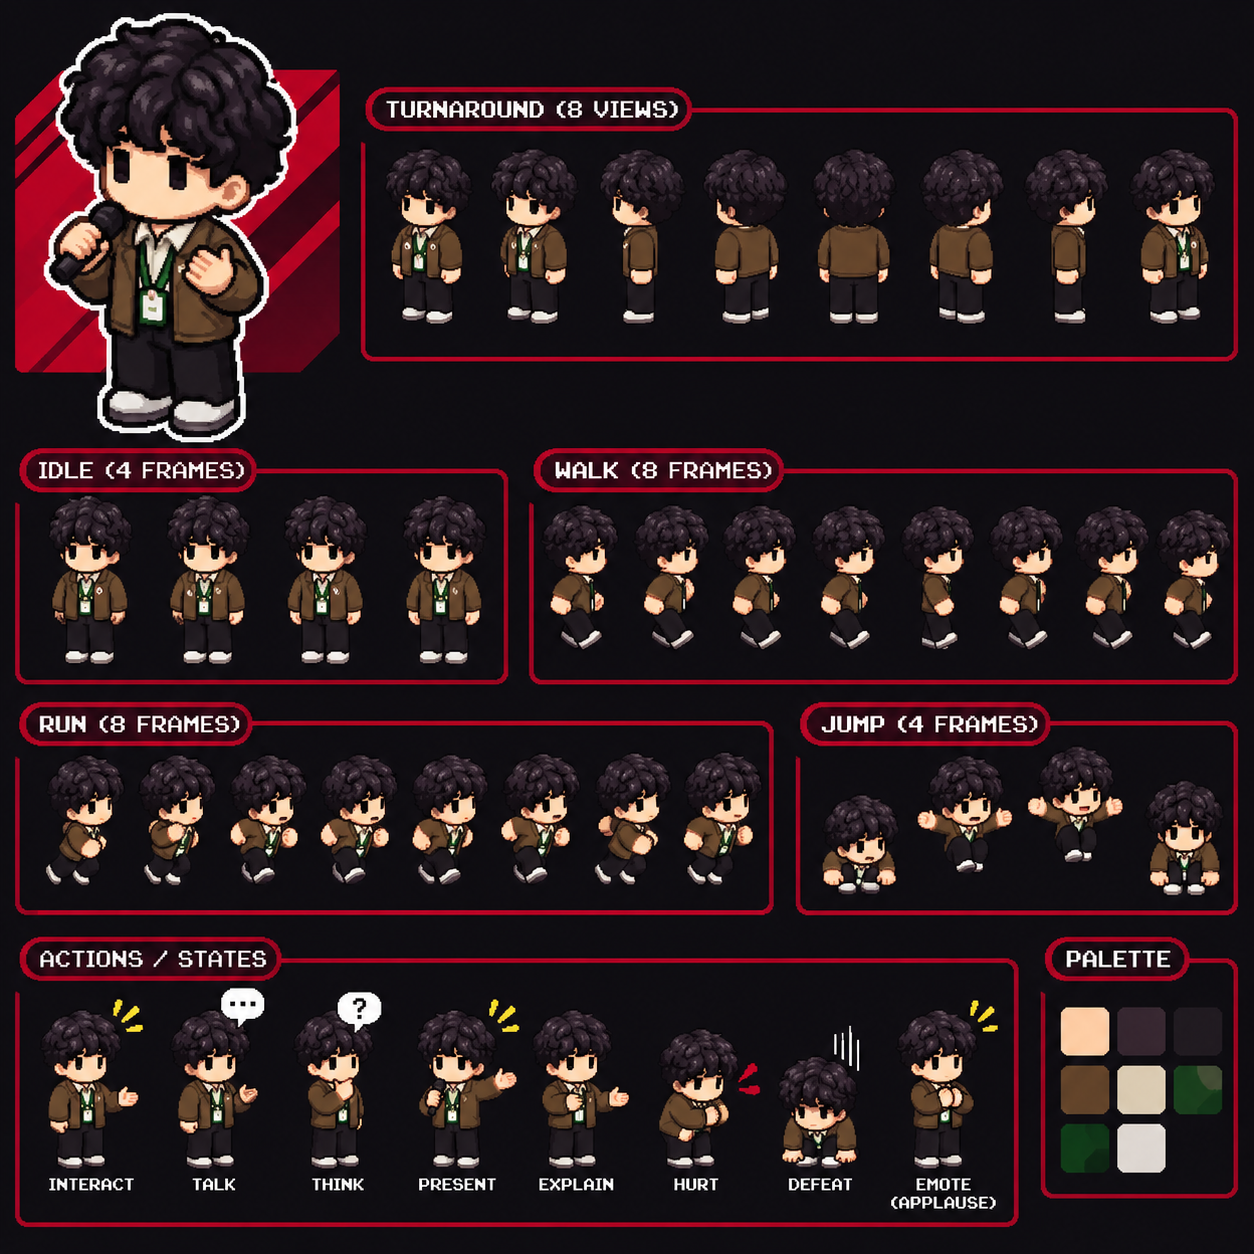 TURNAROUND (8 VIEWS)
IDLE (4 FRAMES)
WALK (8 FRAMES)
RUN (8 FRAMES)
JUMP (4 FRAMES)
ACTIONS / STATES
PALETTE
...
?
INTERACT
TALK
THINK
PRESENT
EXPLAIN
HURT
DEFEAT
EMOTE
(APPLAUSE)